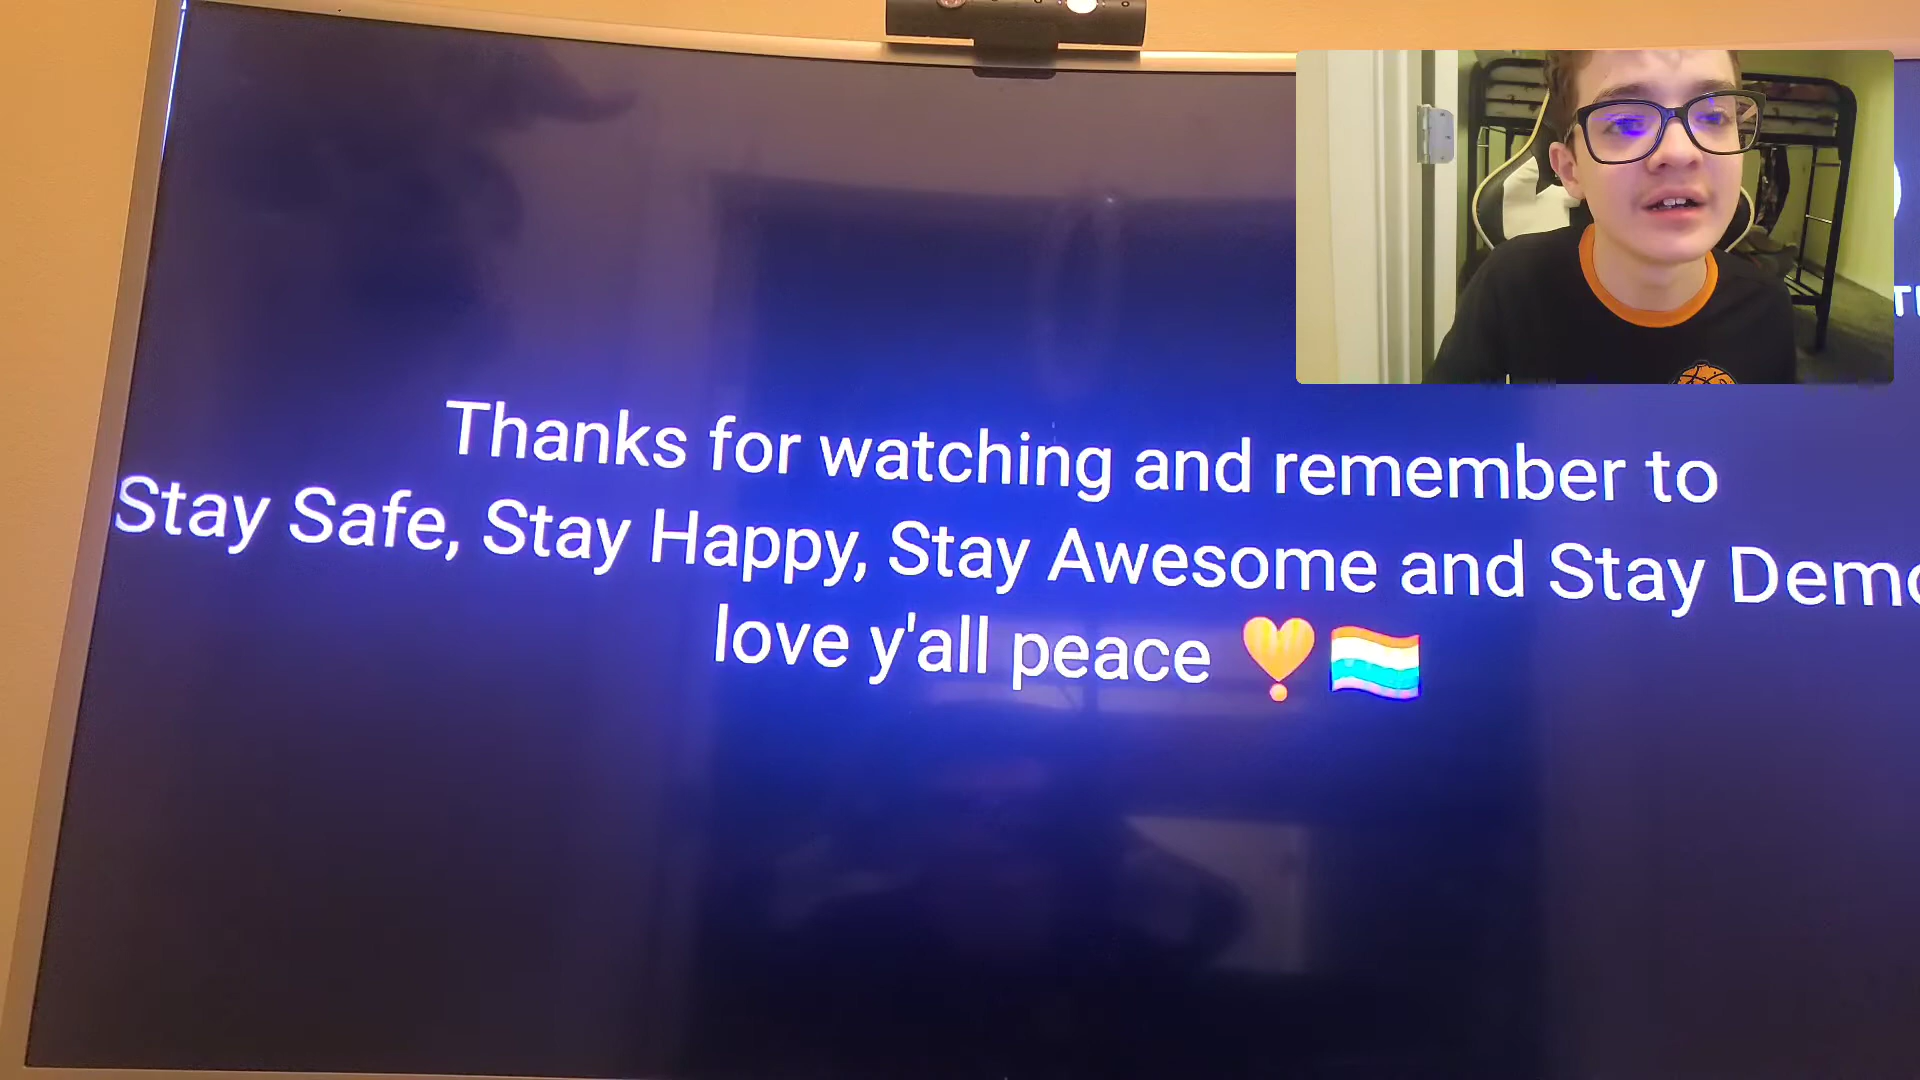 Thanks for watching and remember to
Stay Safe, Stay Happy, Stay Awesome and Stay
love y'all peace ❣️🏳️‍🌈